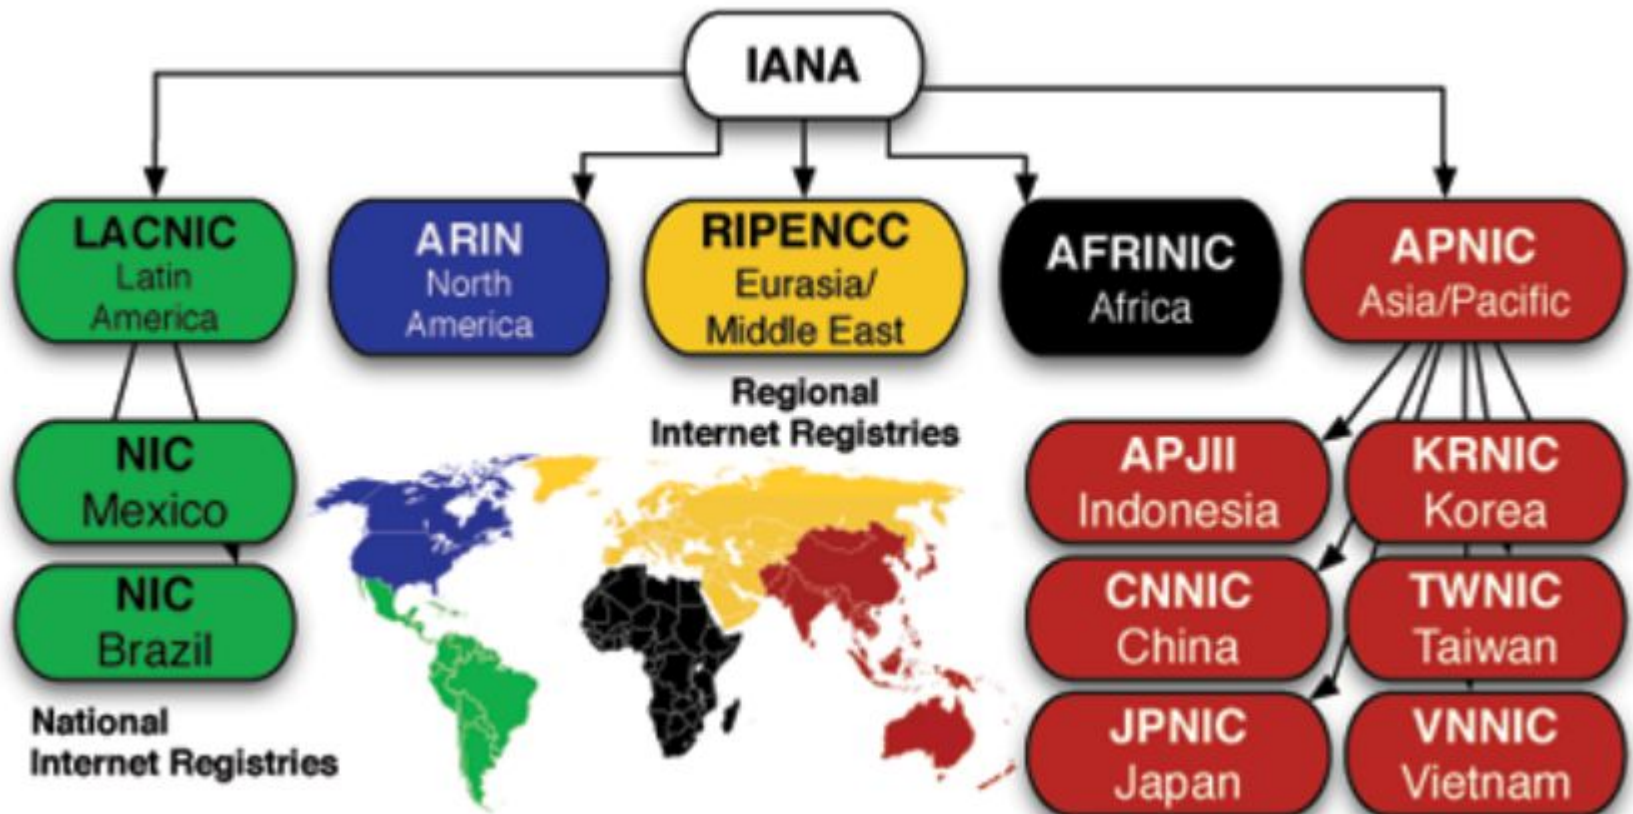 IANA
LACNIC
Latin
America
ARIN
North
America
RIPENCC
Eurasia/
Middle East
AFRINIC
Africa
APNIC
Asia/Pacific
Regional
Internet Registries
NIC
Mexico
NIC
Brazil
National
Internet Registries
APJII
Indonesia
KRNIC
Korea
CNNIC
China
TWNIC
Taiwan
JPNIC
Japan
VNNIC
Vietnam